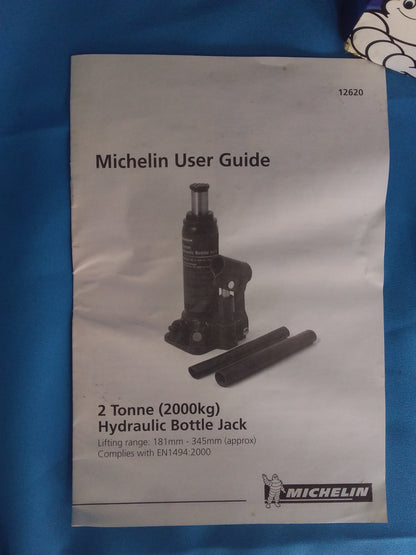 12620
Michelin User Guide
2 Tonne (2000kg)
Hydraulic Bottle Jack
Lifting range: 181mm - 345mm (approx)
Complies with EN1494:2000
MICHELIN